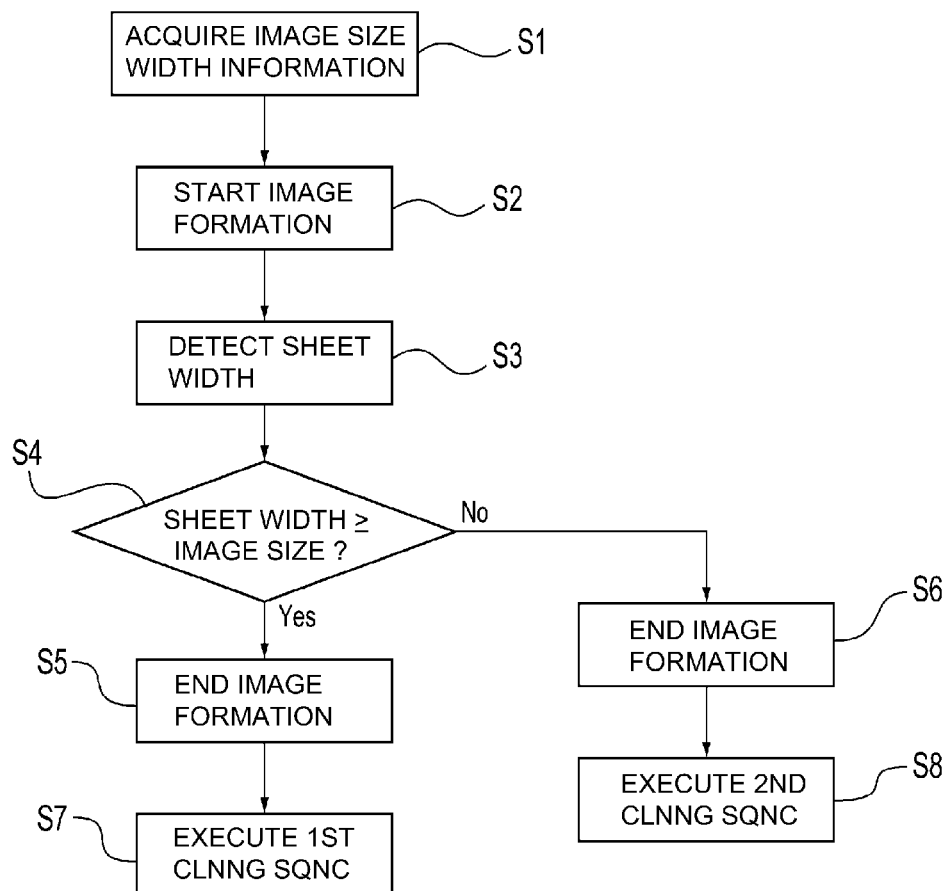 ACQUIRE IMAGE SIZE
WIDTH INFORMATION
S1
START IMAGE
FORMATION
S2
DETECT SHEET
WIDTH
S3
S4
SHEET WIDTH ≥
IMAGE SIZE ?
No
Yes
S5
END IMAGE
FORMATION
S6
END IMAGE
FORMATION
S7
EXECUTE 1ST
CLNNG SQNC
S8
EXECUTE 2ND
CLNNG SQNC